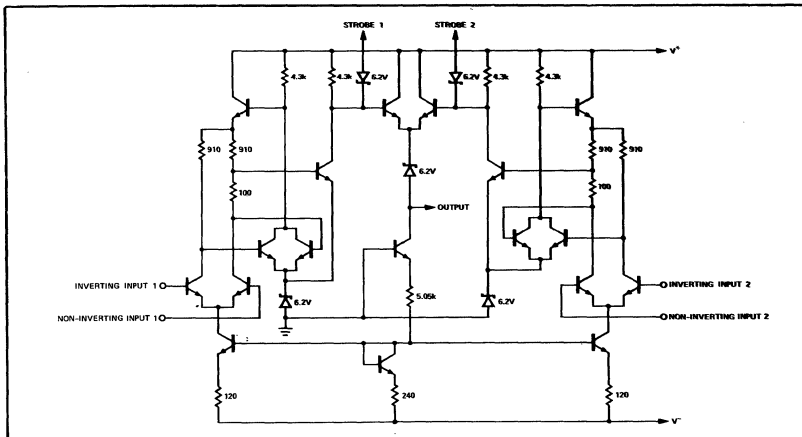 STROBE 1 STROBE 2
V+
4.3k 4.3k 6.2V 6.2V 4.3k 4.3k
910 910 6.2V 910 910
100 100
OUTPUT
INVERTING INPUT 1 6.2V 5.05k 6.2V INVERTING INPUT 2
NON-INVERTING INPUT 1 NON-INVERTING INPUT 2
120 240 120
V-